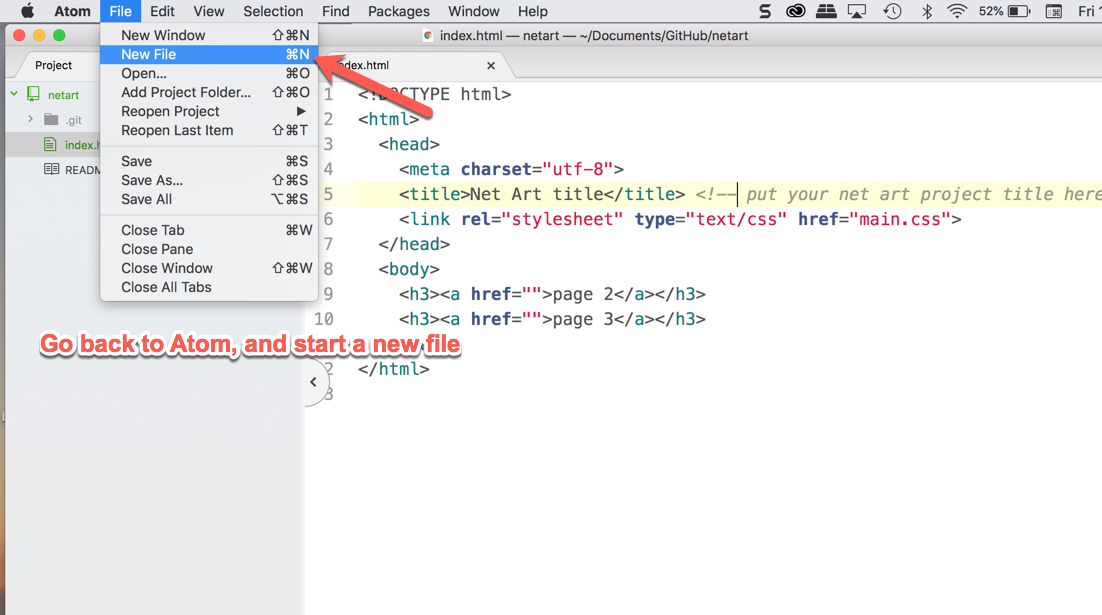 Atom File Edit View Selection Find Packages Window Help 52% Fri
index.html — netart — ~/Documents/GitHub/netart
New Window ⇧⌘N
New File ⌘N
Open... ⌘O
Add Project Folder... ⇧⌘O
Reopen Project ▶
Reopen Last Item ⇧⌘T
Save ⌘S
Save As... ⇧⌘S
Save All ⌥⌘S
Close Tab ⌘W
Close Pane
Close Window ⇧⌘W
Close All Tabs
Project
netart
.git
index.h
READM
ndex.html
1 <!DOCTYPE html>
2 <html>
3 <head>
4 <meta charset="utf-8">
5 <title>Net Art title</title> <!-- put your net art project title here
6 <link rel="stylesheet" type="text/css" href="main.css">
7 </head>
8 <body>
9 <h3><a href="">page 2</a></h3>
10 <h3><a href="">page 3</a></h3>
Go back to Atom, and start a new file
2 </html>
3